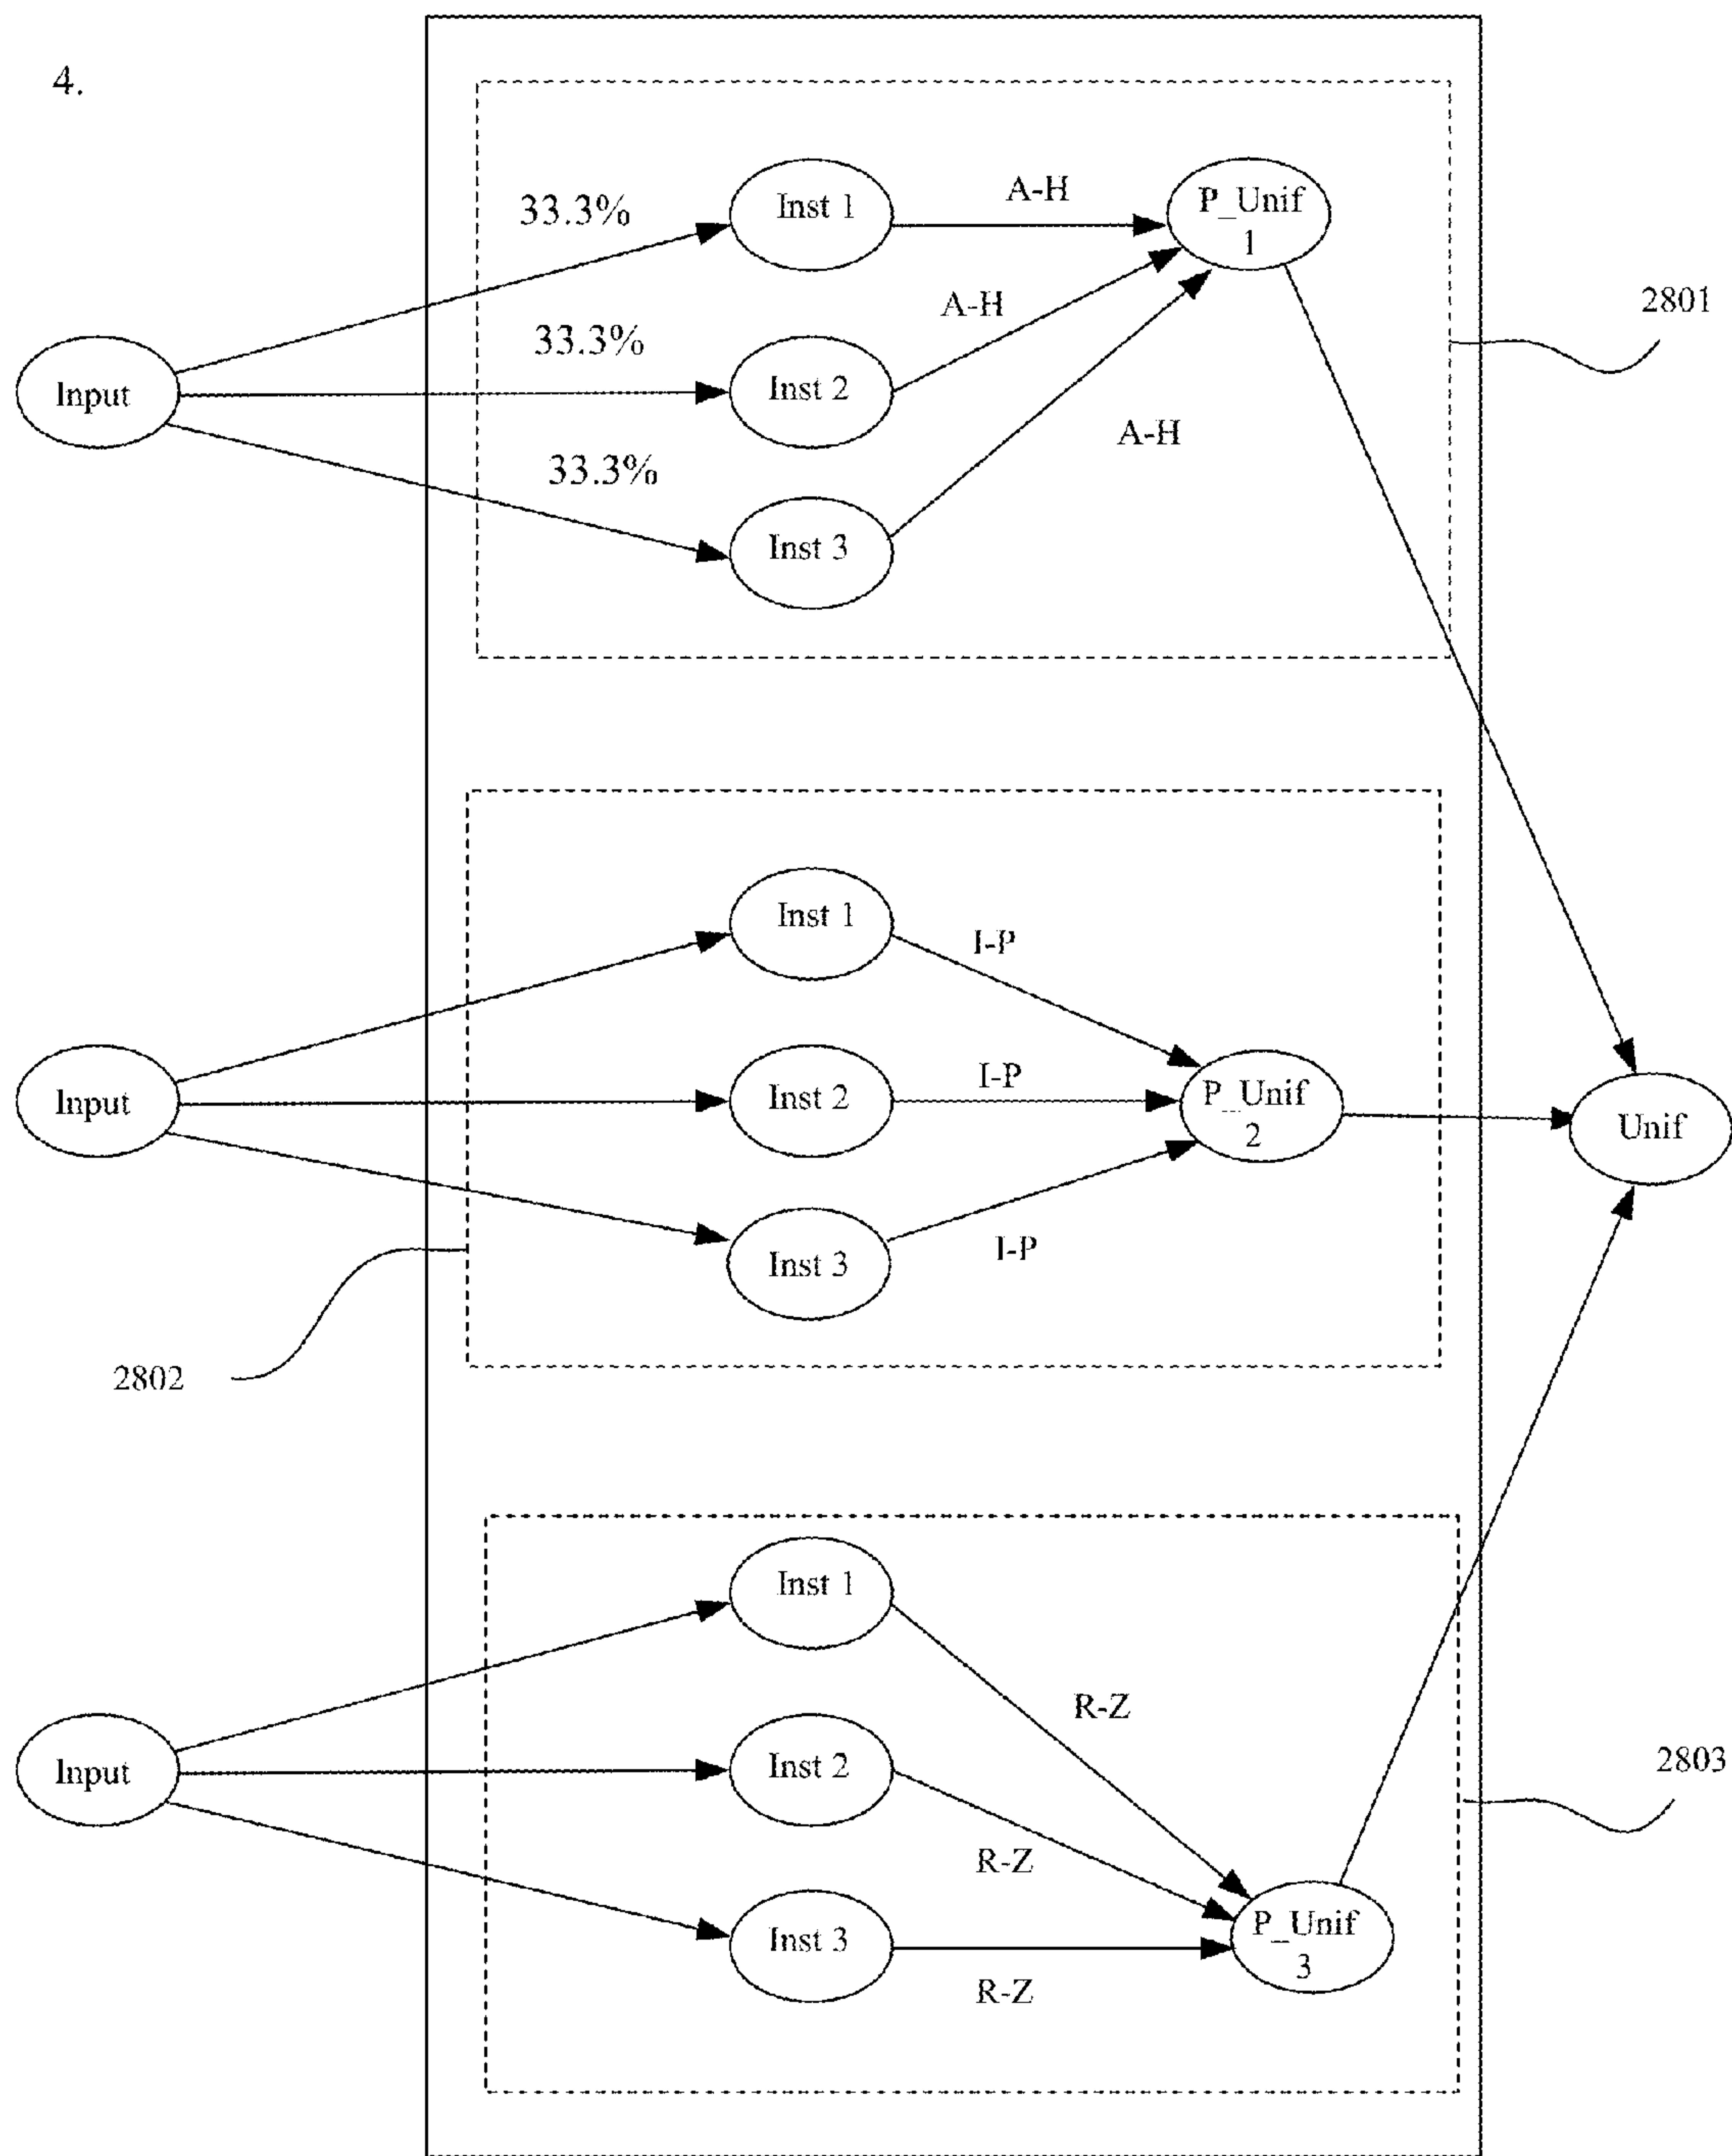 4.
33.3%
Inst 1
A-H
P_Unif
1
2801
33.3%
A-H
Input
Inst 2
A-H
33.3%
Inst 3
Inst 1
I-P
Input
Inst 2
I-P
P_Unif
2
Unif
Inst 3
I-P
2802
Inst 1
R-Z
Input
Inst 2
2803
R-Z
Inst 3
P_Unif
3
R-Z